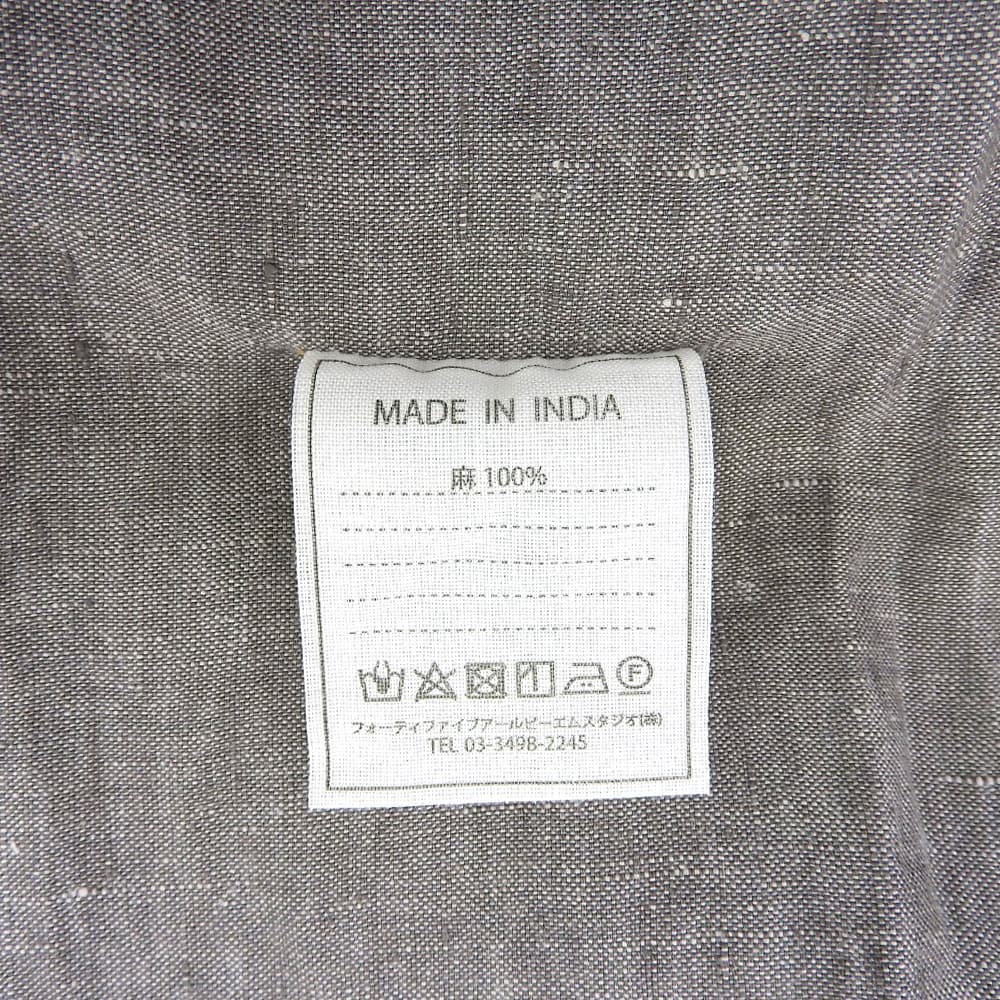 MADE IN INDIA
麻 100%
F
フォーティファイブアールピーエムスタジオ(株)
TEL 03-3498-2245